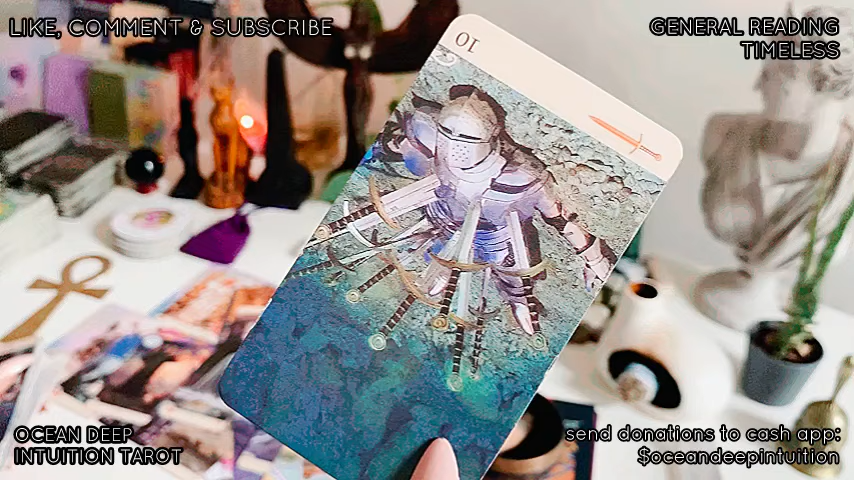 LIKE, COMMENT & SUBSCRIBE
GENERAL READING
TIMELESS
10
OCEAN DEEP
INTUITION TAROT
send donations to cash app:
$oceandeepintuition